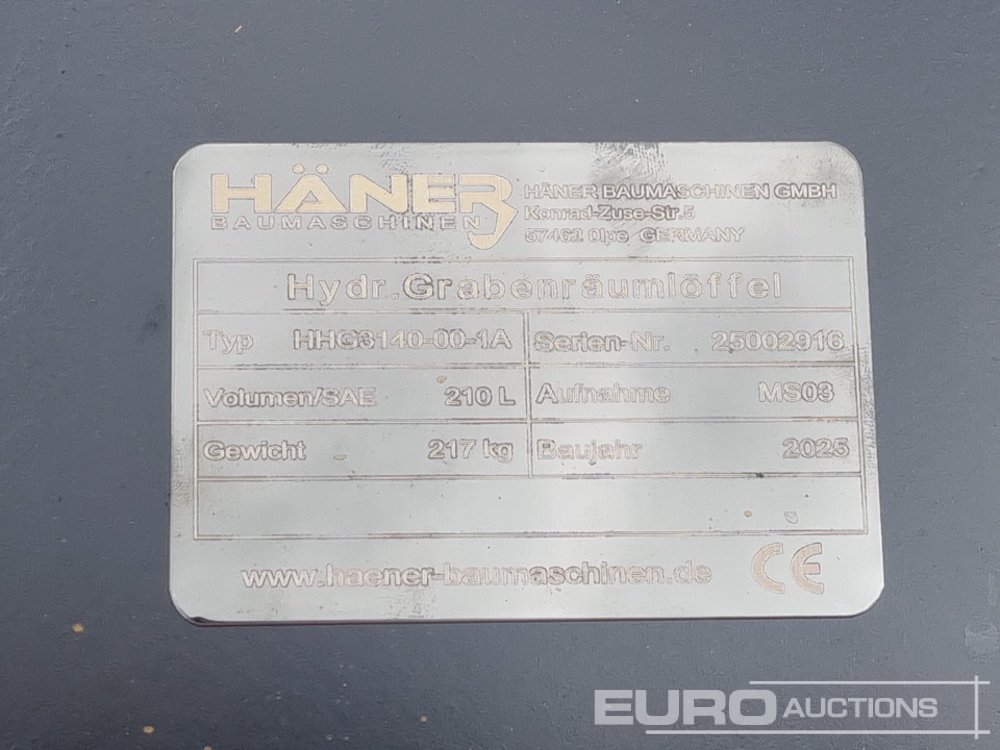 HÄNER
BAUMASCHINEN
HÄNER BAUMASCHINEN GMBH
Konrad-Zuse-Str.5
57462 Olpe GERMANY
Hydr.Grabenräumlöffel
Typ HHG3140-00-1A
Serien-Nr. 25002916
Volumen/SAE 210 L
Aufnahme MS03
Gewicht 217 kg
Baujahr 2025
www.haener-baumaschinen.de
CE
EURO AUCTIONS